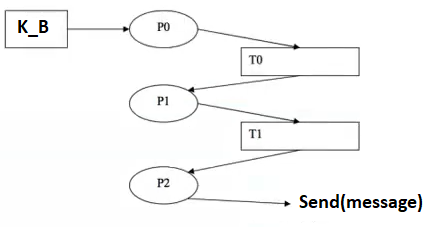 K_B
P0
T0
P1
T1
P2
Send(message)